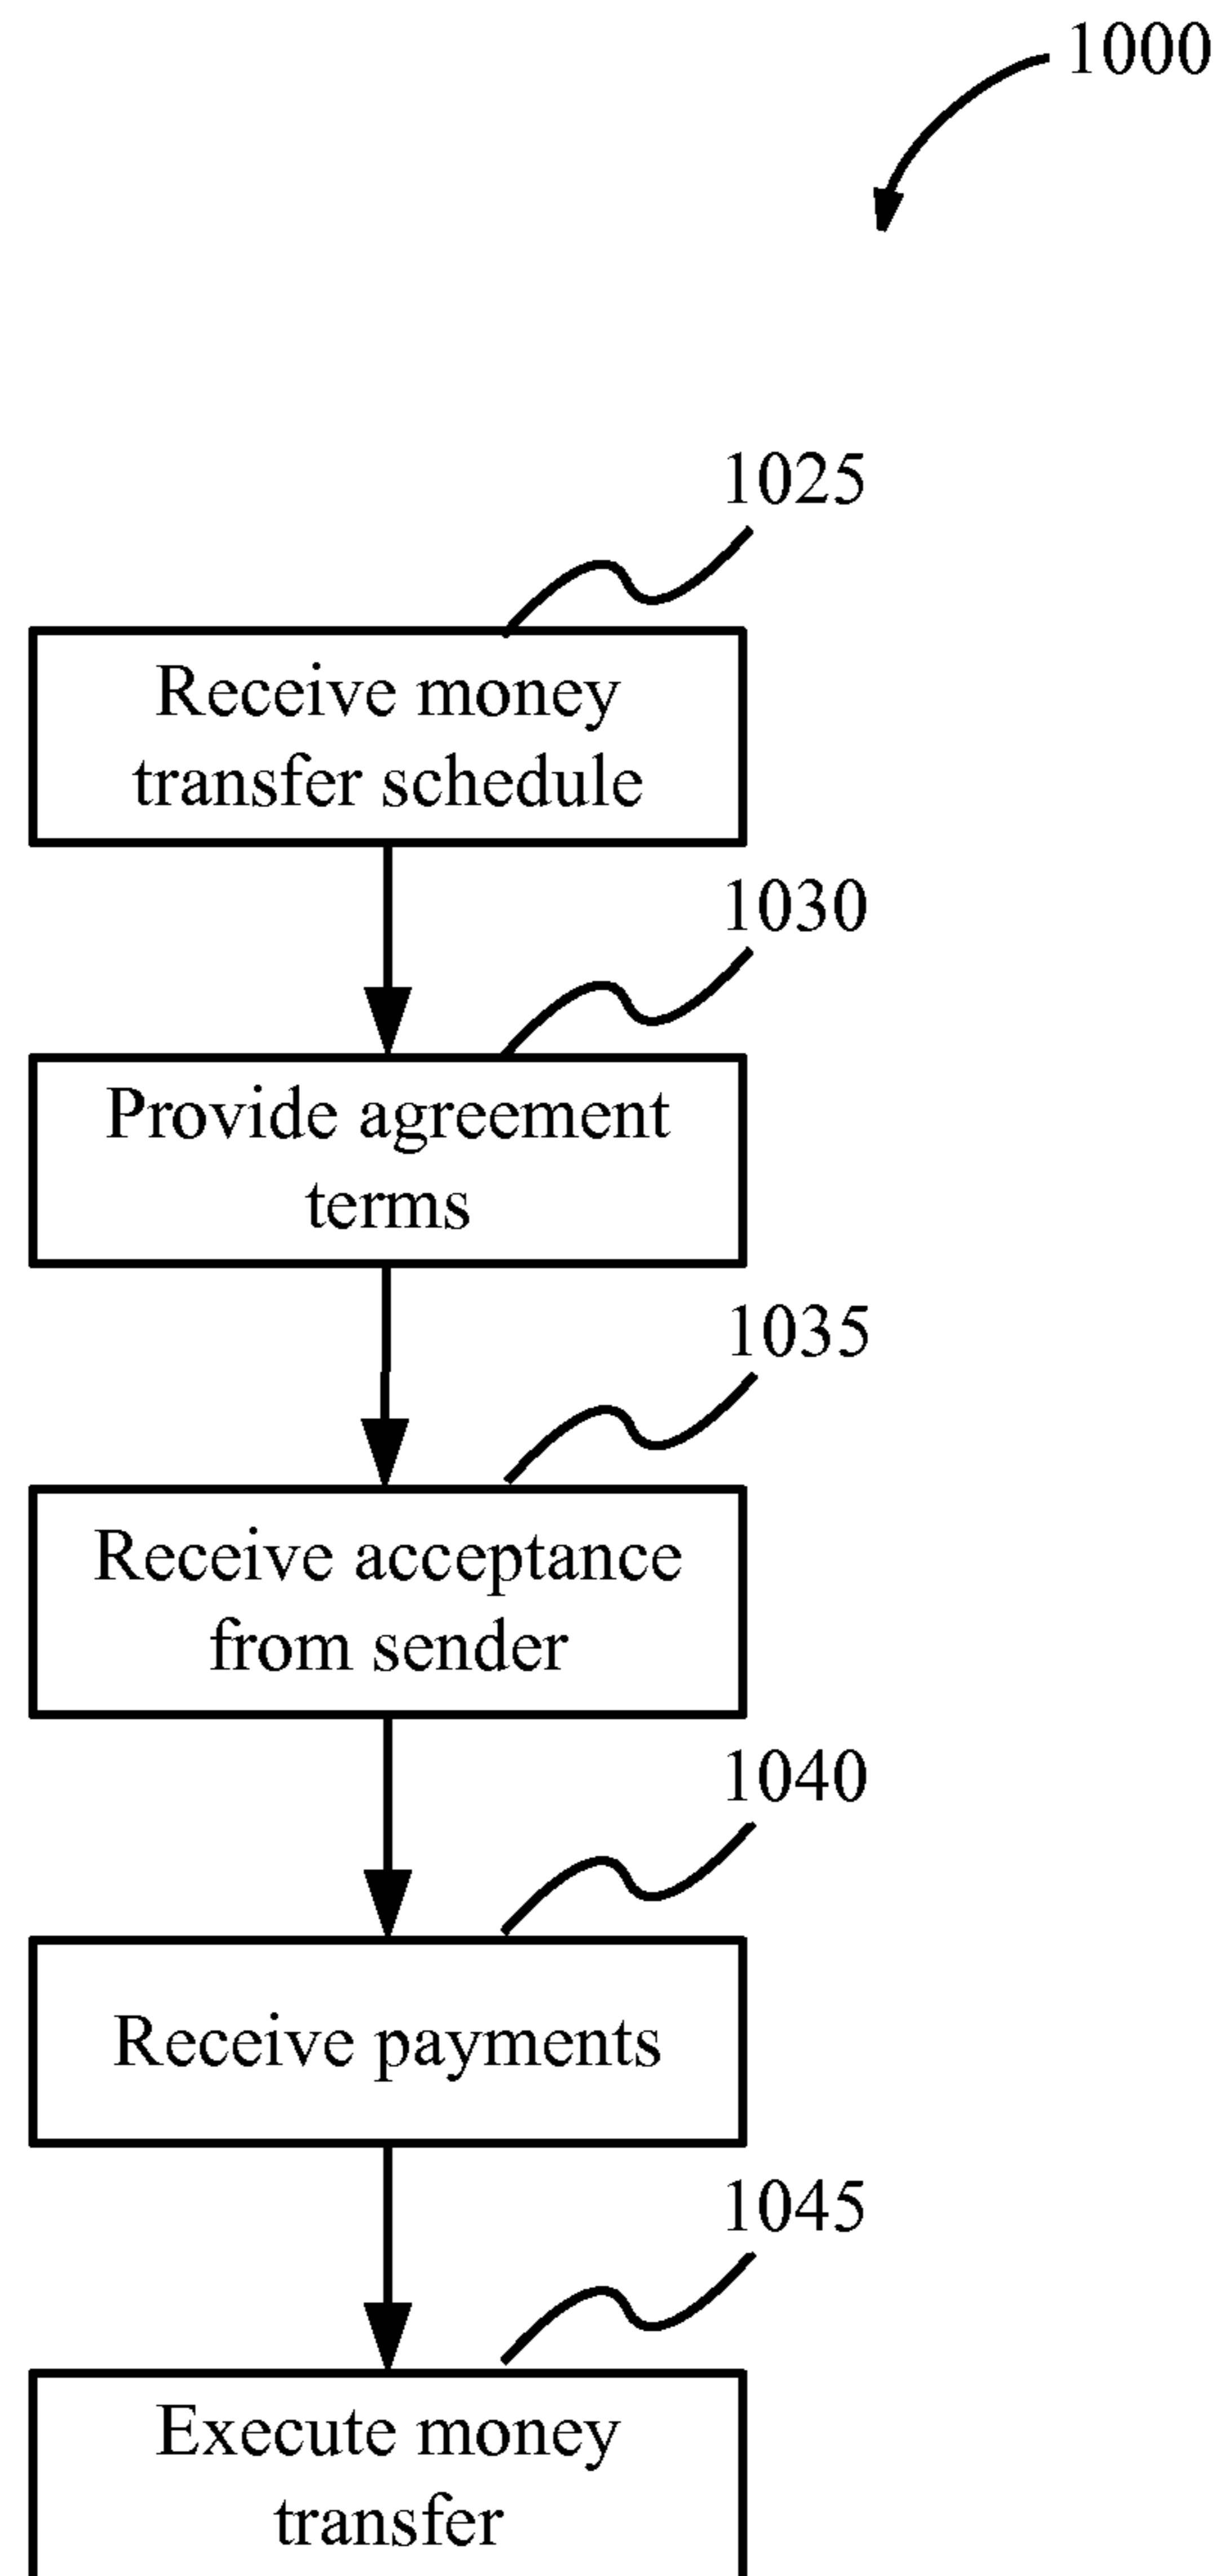 1000
1025
Receive money
transfer schedule
1030
Provide agreement
terms
1035
Receive acceptance
from sender
1040
Receive payments
1045
Execute money
transfer